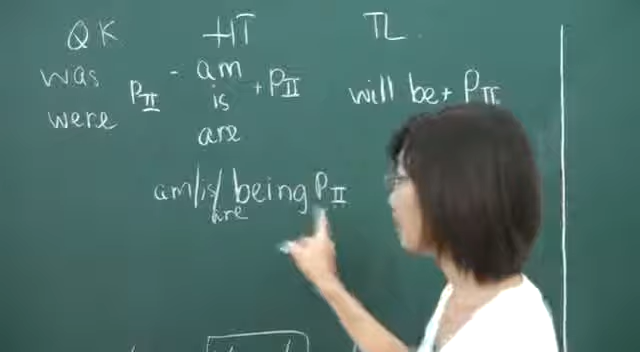 QK HT TL
was PII - am + PII will be + PII
were is
are
am/is/are being PII